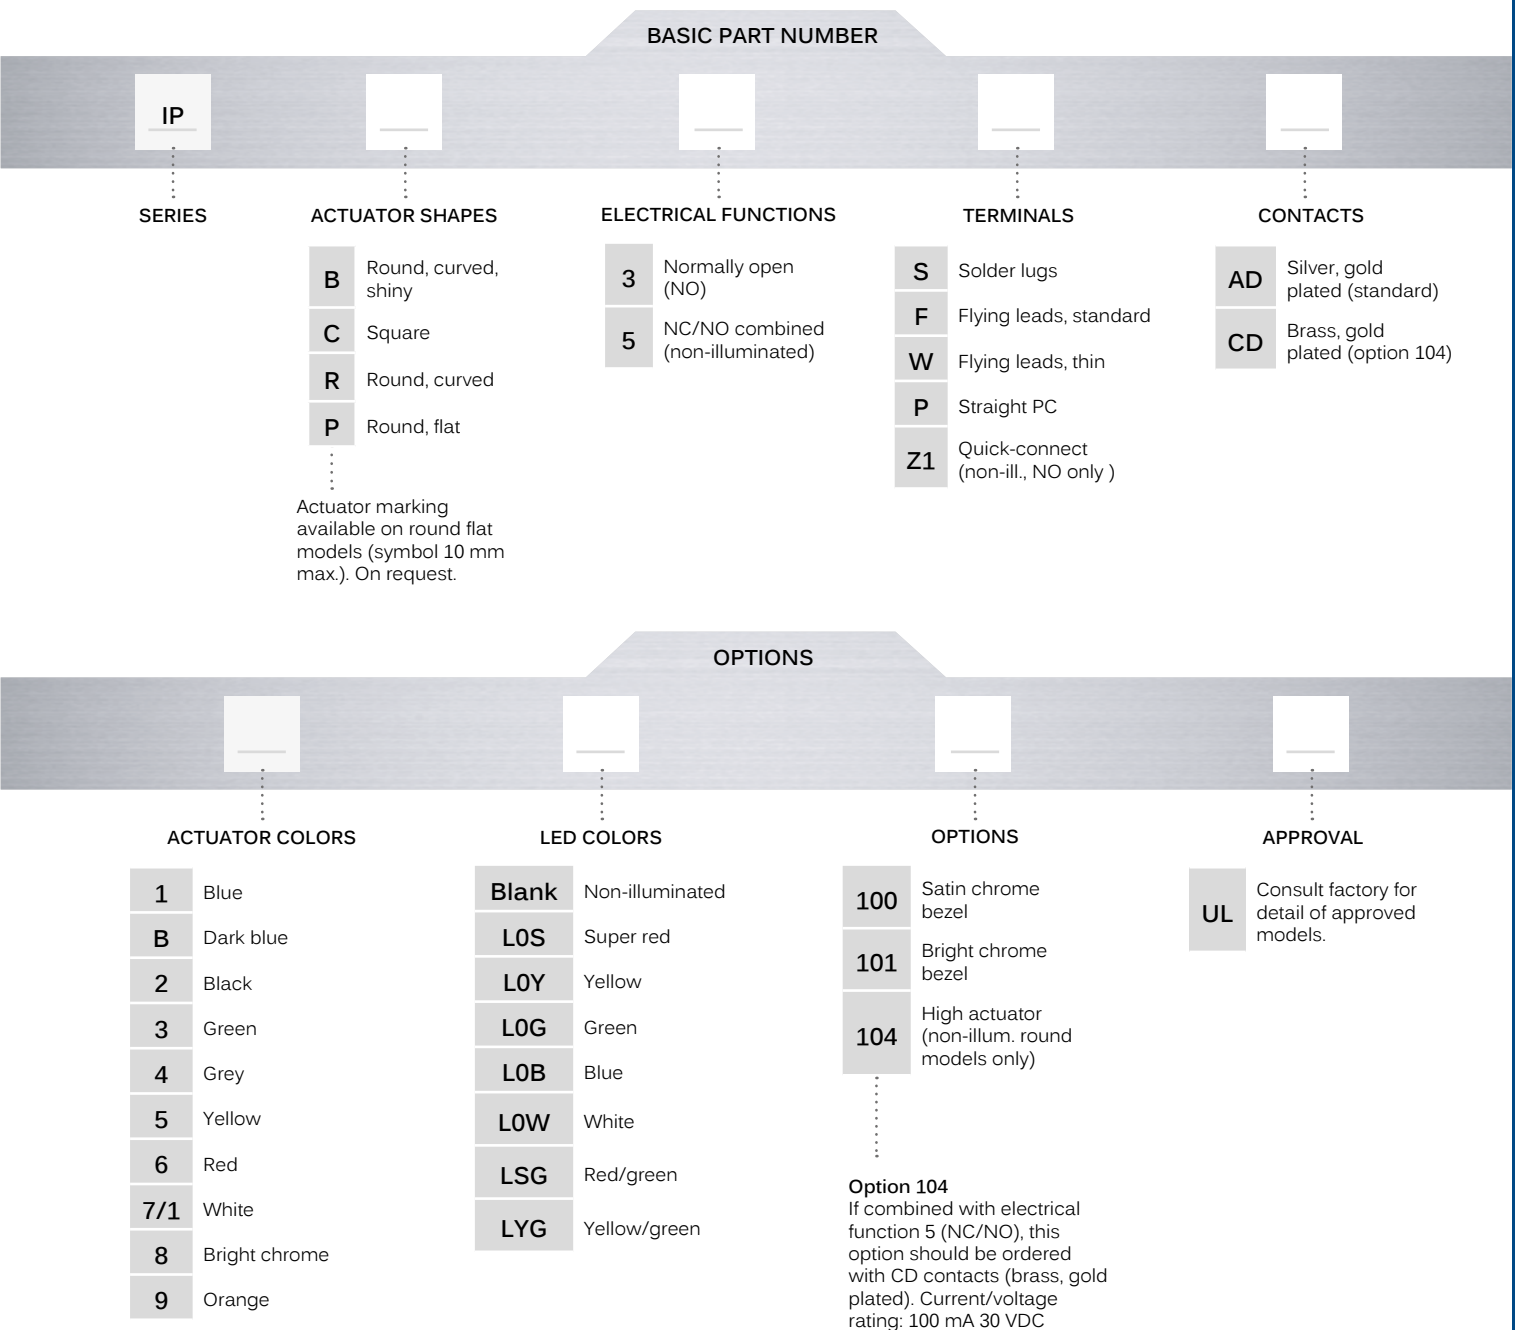 BASIC PART NUMBER
IP
SERIES
ACTUATOR SHAPES
B
Round, curved,
shiny
C
Square
R
Round, curved
P
Round, flat
Actuator marking
available on round flat
models (symbol 10 mm
max.). On request.
ELECTRICAL FUNCTIONS
3
Normally open
(NO)
5
NC/NO combined
(non-illuminated)
TERMINALS
S
Solder lugs
F
Flying leads, standard
W
Flying leads, thin
P
Straight PC
Z1
Quick-connect
(non-ill., NO only )
CONTACTS
AD
Silver, gold
plated (standard)
CD
Brass, gold
plated (option 104)
OPTIONS
ACTUATOR COLORS
1
Blue
B
Dark blue
2
Black
3
Green
4
Grey
5
Yellow
6
Red
7/1
White
8
Bright chrome
9
Orange
LED COLORS
Blank
Non-illuminated
L0S
Super red
L0Y
Yellow
L0G
Green
L0B
Blue
L0W
White
LSG
Red/green
LYG
Yellow/green
OPTIONS
100
Satin chrome
bezel
101
Bright chrome
bezel
104
High actuator
(non-illum. round
models only)
Option 104
If combined with electrical
function 5 (NC/NO), this
option should be ordered
with CD contacts (brass, gold
plated). Current/voltage
rating: 100 mA 30 VDC
APPROVAL
UL
Consult factory for
detail of approved
models.